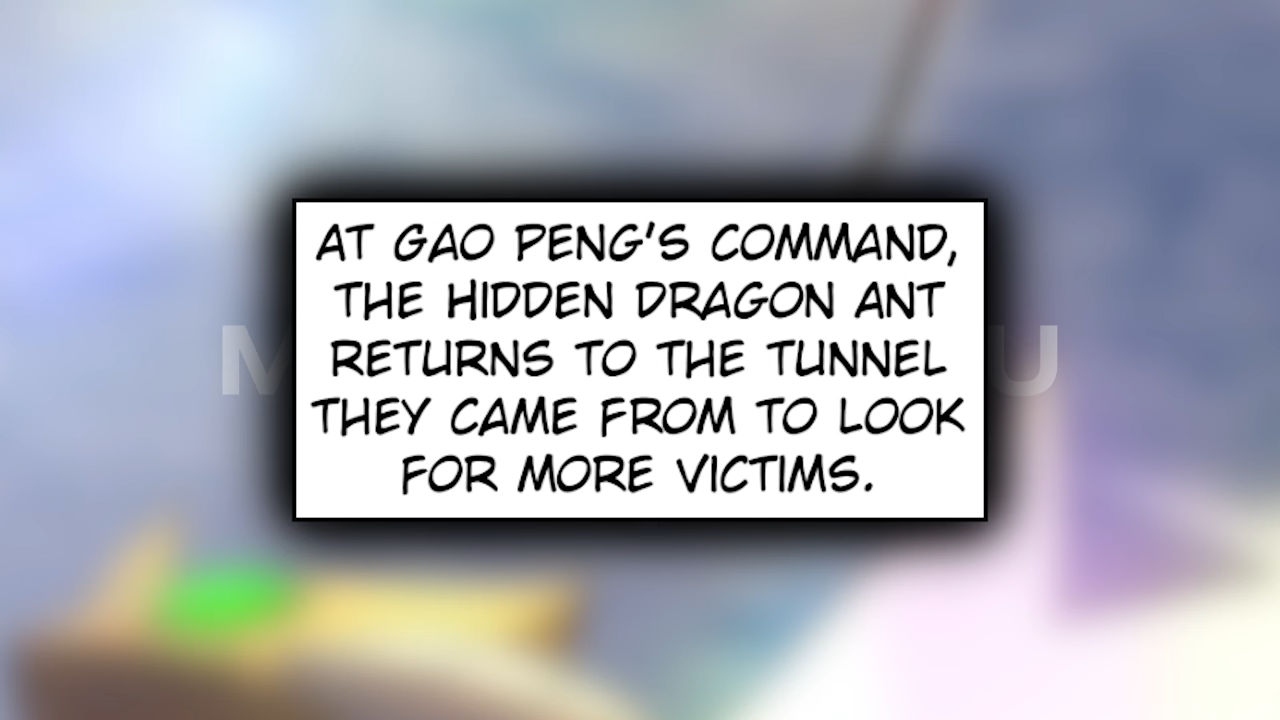 AT GAO PENG'S COMMAND,
THE HIDDEN DRAGON ANT
RETURNS TO THE TUNNEL
THEY CAME FROM TO LOOK
FOR MORE VICTIMS.